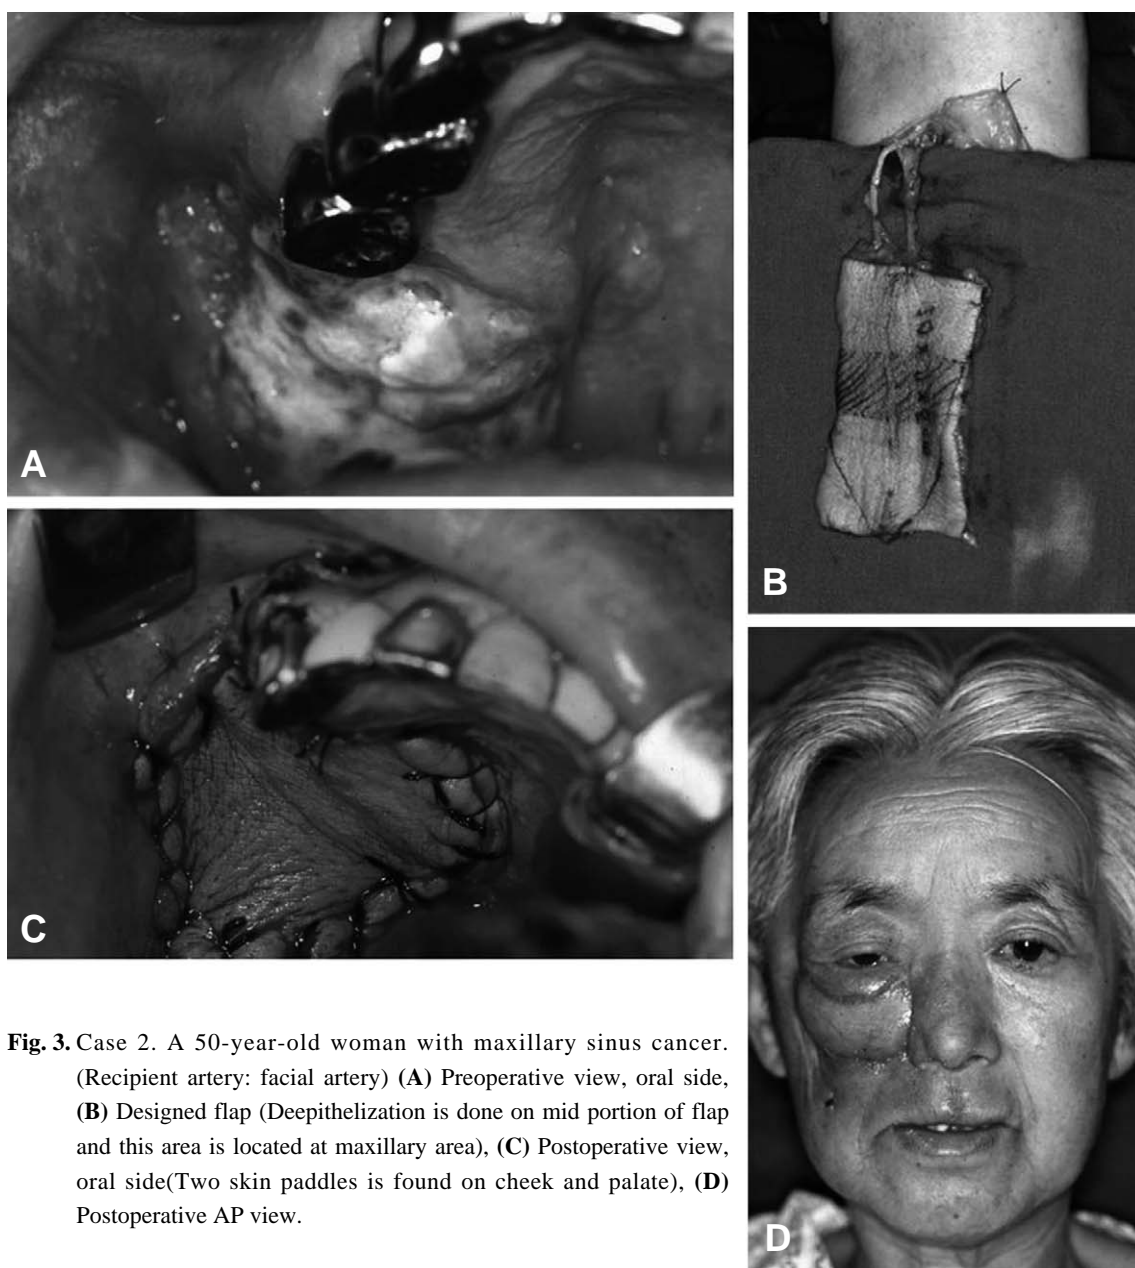 A
B
C
D
Fig. 3. Case 2. A 50-year-old woman with maxillary sinus cancer.
(Recipient artery: facial artery) (A) Preoperative view, oral side,
(B) Designed flap (Deepithelization is done on mid portion of flap
and this area is located at maxillary area), (C) Postoperative view,
oral side(Two skin paddles is found on cheek and palate), (D)
Postoperative AP view.